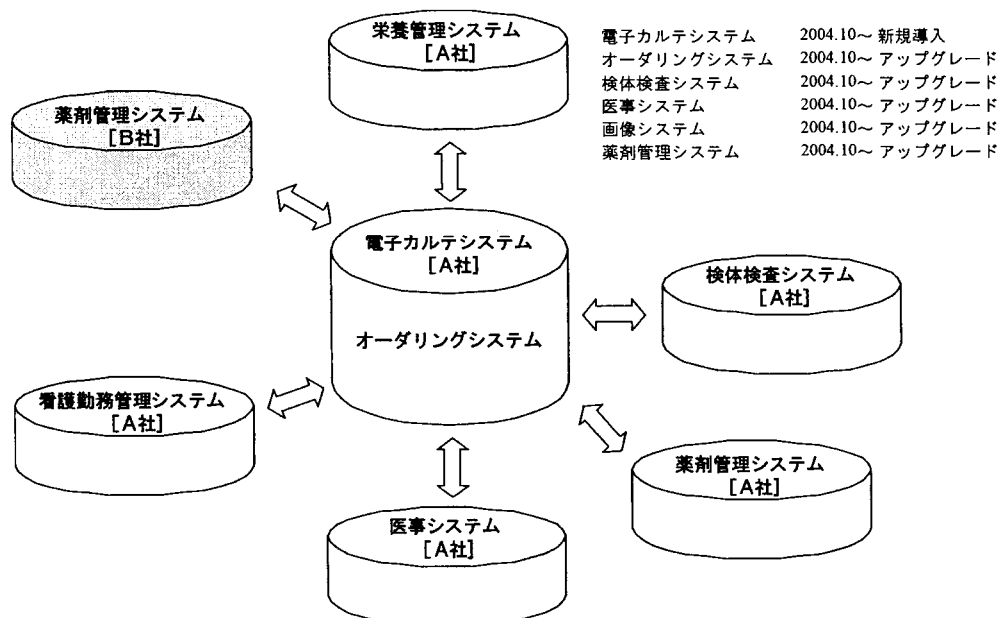 栄養管理システム
[A社]
電子カルテシステム 2004.10～ 新規導入
オーダリングシステム 2004.10～ アップグレード
検体検査システム 2004.10～ アップグレード
医事システム 2004.10～ アップグレード
画像システム 2004.10～ アップグレード
薬剤管理システム 2004.10～ アップグレード
薬剤管理システム
[B社]
電子カルテシステム
[A社]
オーダリングシステム
検体検査システム
[A社]
看護勤務管理システム
[A社]
薬剤管理システム
[A社]
医事システム
[A社]